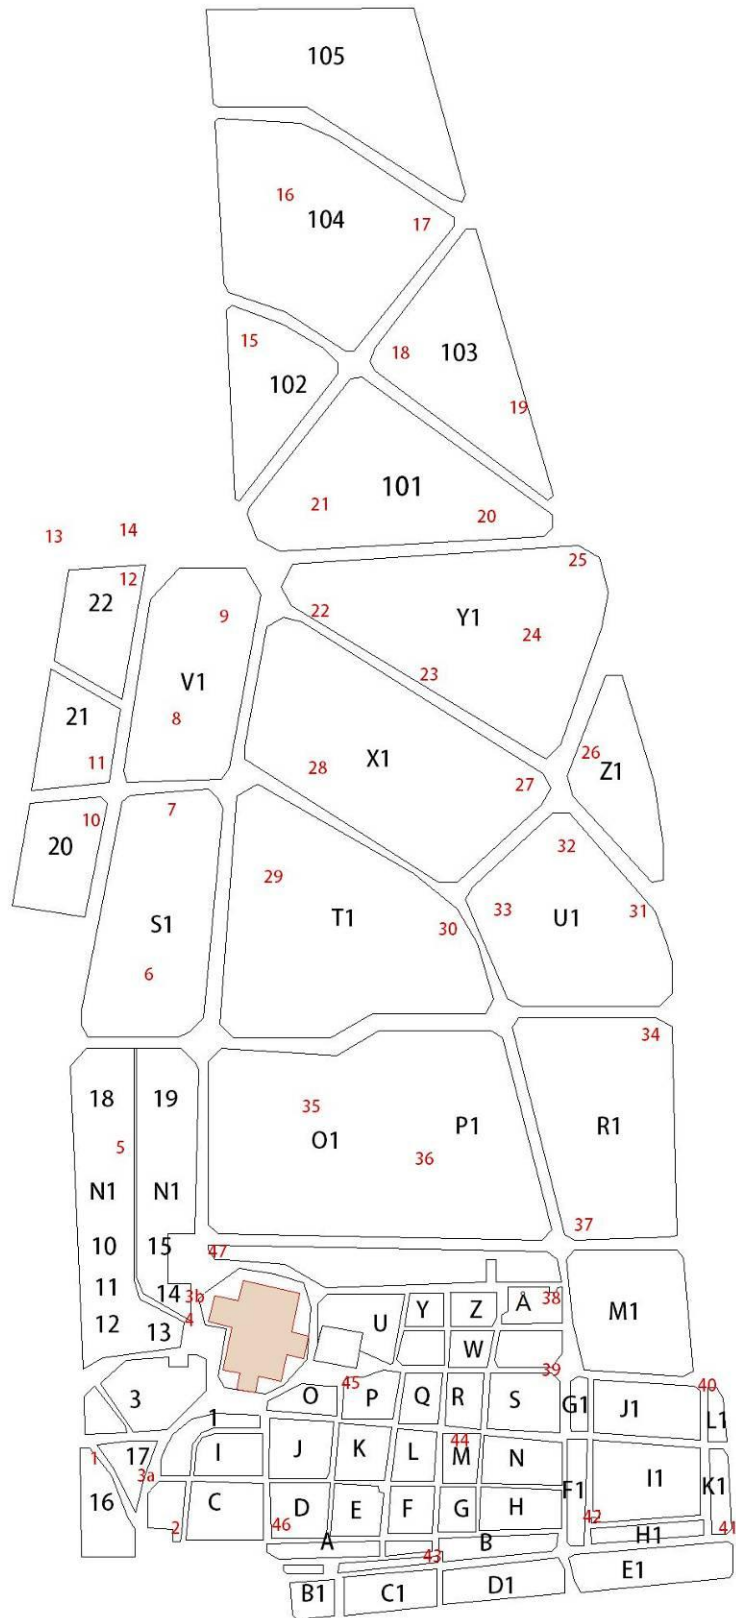 105
16
104
17
15
102
18
103
19
101
21
20
13
14
12
22
25
9
22
Y1
24
V1
23
21
8
11
28
X1
27
26
Z1
10
7
20
32
29
T1
33
U1
31
S1
30
6
34
18
19
35
5
O1
P1
R1
36
N1
N1
37
10
15
47
11
14
3b
Å
38
12
13
4
U
Y
Z
M1
W
39
3
O
45
P
Q
R
S
G1
J1
40
L1
1
1
17
3a
I
J
K
L
44
M
N
I1
K1
16
2
C
D
46
E
F
G
H
F1
42
41
A
43
B
H1
E1
B1
C1
D1